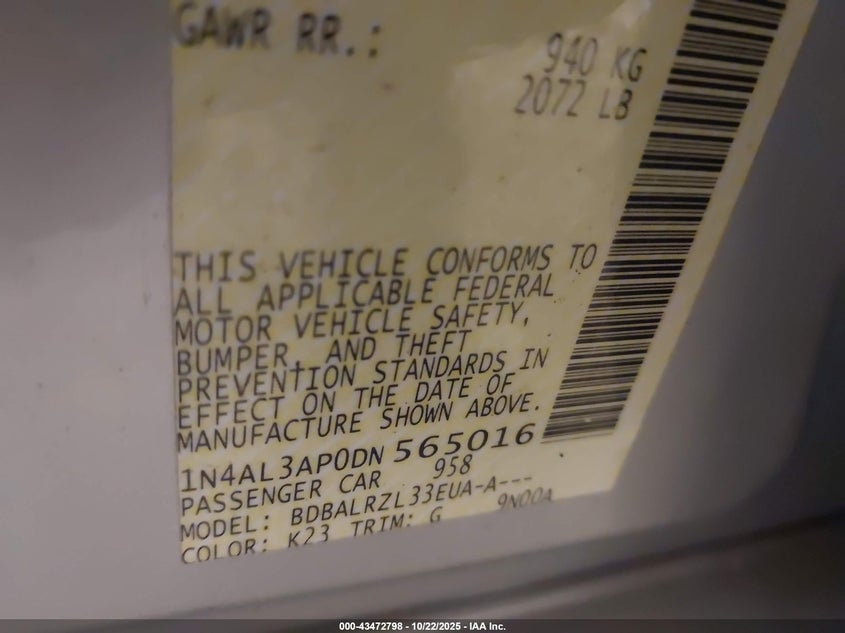 GAWR RR.:
940 KG
2072 LB
THIS VEHICLE CONFORMS TO
ALL APPLICABLE FEDERAL
MOTOR VEHICLE SAFETY,
BUMPER, AND THEFT
PREVENTION STANDARDS IN
EFFECT ON THE DATE OF
MANUFACTURE SHOWN ABOVE.
1N4AL3AP0DN 565016
PASSENGER CAR 958
MODEL: BDBALRZL33EUA-A---
COLOR: K23 TRIM: G 9N00A
000-43472798 - 10/22/2025 - IAA Inc.